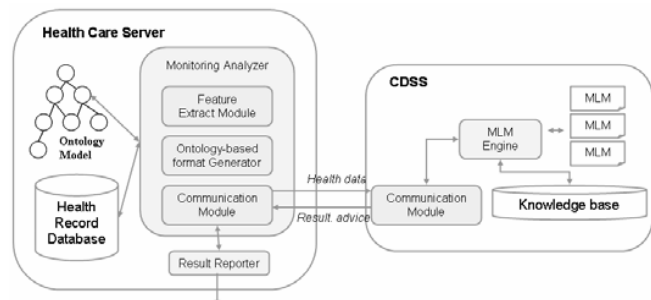 Health Care Server
Monitoring Analyzer
Feature
Extract Module
Ontology
Model
Ontology-based
format Generator
Health
Record
Database
Communication
Module
Result Reporter
Health data
Result. advice
CDSS
MLM
Engine
MLM
MLM
MLM
Communication
Module
Knowledge base